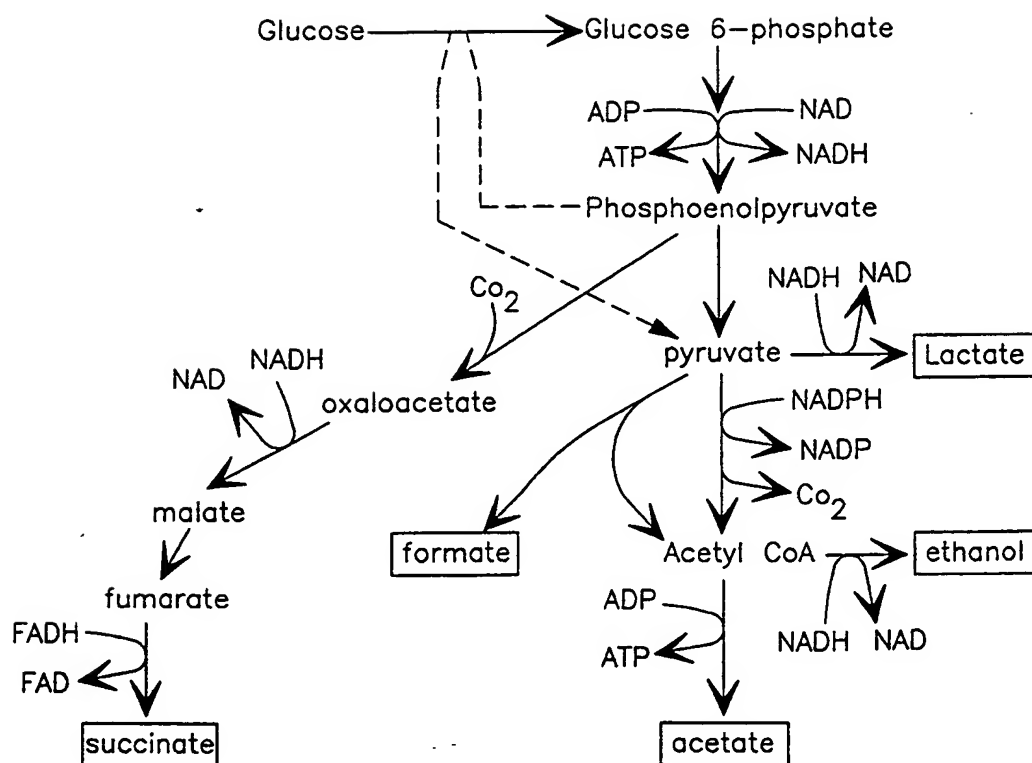 Glucose Glucose 6-phosphate
ADP NAD
ATP NADH
Phosphoenolpyruvate
Co2 NADH NAD
pyruvate Lactate
NAD NADH
oxaloacetate NADPH
NADP
malate Co2
formate Acetyl CoA ethanol
fumarate ADP
FADH NADH NAD
ATP
FAD
succinate acetate